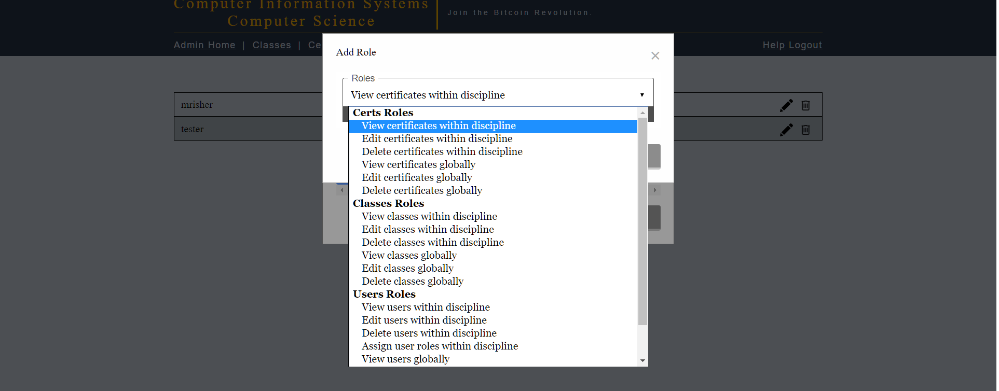 Computer Information Systems
Computer Science
Join the Bitcoin Revolution.
Admin Home | Classes | Ce
Help Logout
Add Role
×
Roles
View certificates within discipline
mrisher
tester
Certs Roles
View certificates within discipline
Edit certificates within discipline
Delete certificates within discipline
View certificates globally
Edit certificates globally
Delete certificates globally
Classes Roles
View classes within discipline
Edit classes within discipline
Delete classes within discipline
View classes globally
Edit classes globally
Delete classes globally
Users Roles
View users within discipline
Edit users within discipline
Delete users within discipline
Assign user roles within discipline
View users globally